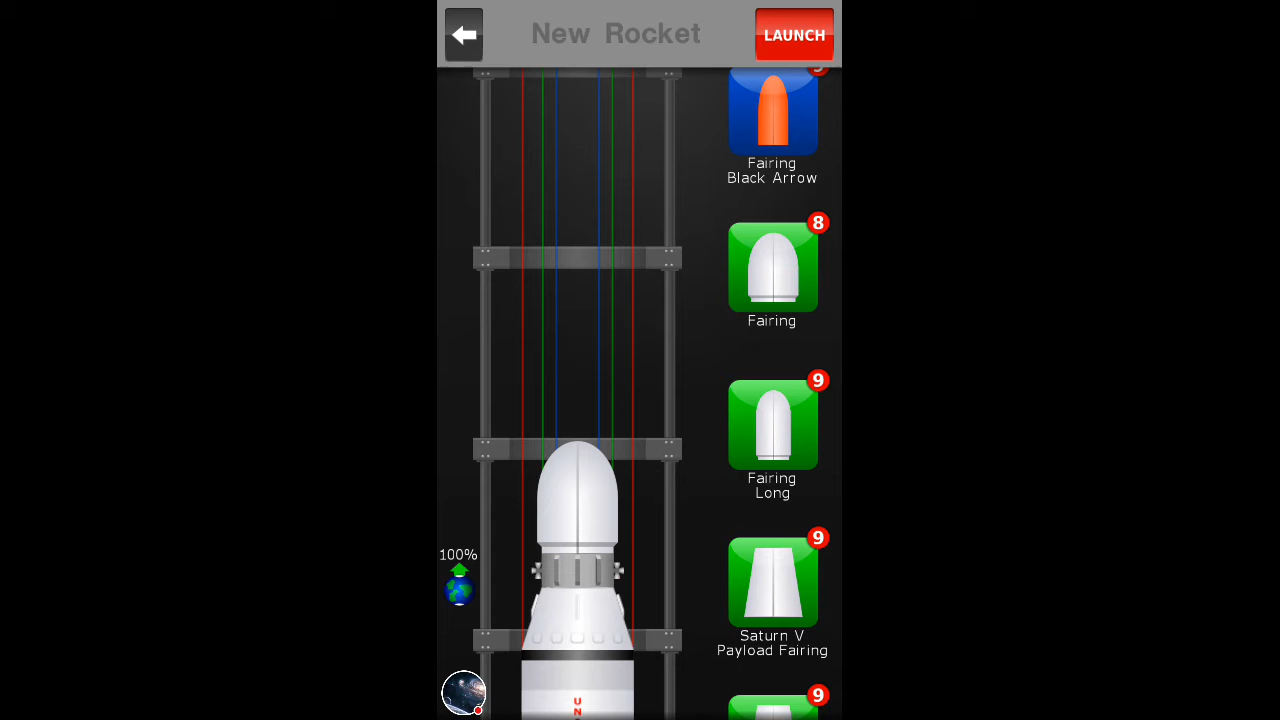 New Rocket
LAUNCH
Fairing
Black Arrow
8
Fairing
9
Fairing
Long
9
Saturn V
Payload Fairing
9
100%
U
N